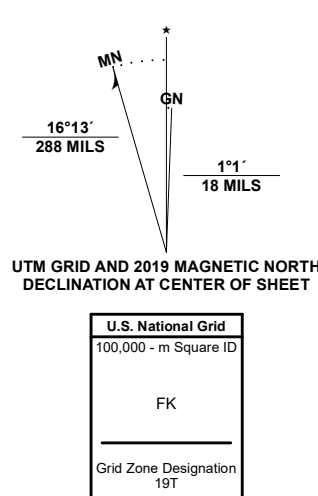 ★
MN
GN
16°13´
288 MILS
1°1´
18 MILS
UTM GRID AND 2019 MAGNETIC NORTH
DECLINATION AT CENTER OF SHEET
U.S. National Grid
100,000 - m Square ID
FK
Grid Zone Designation
19T